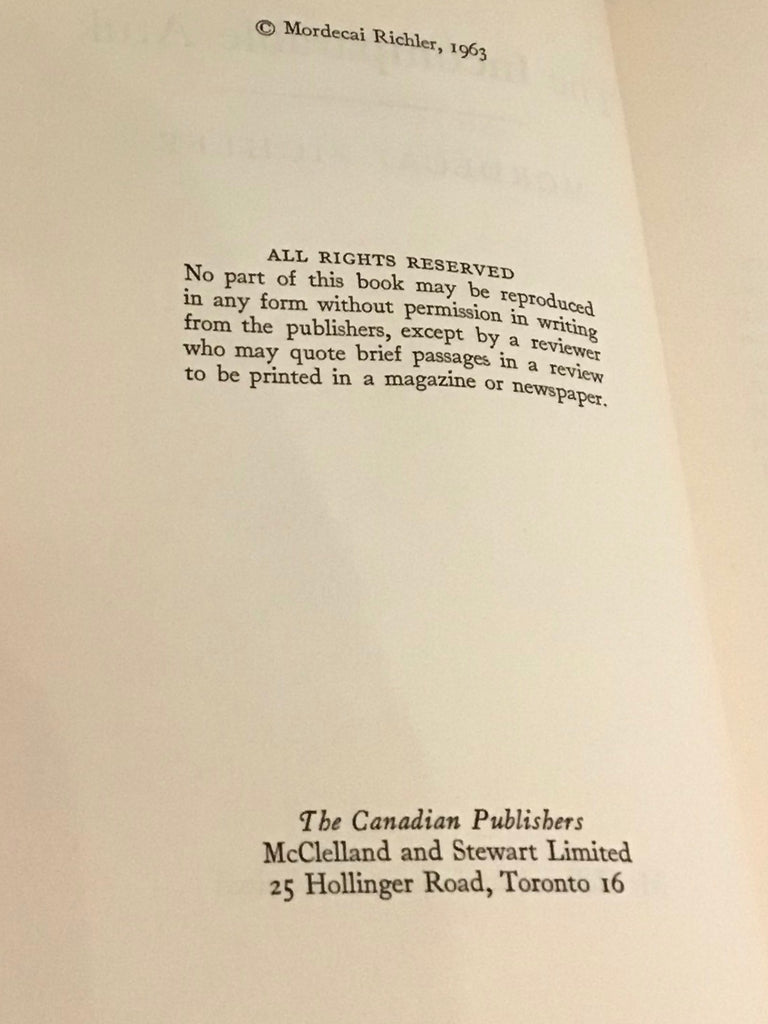 © Mordecai Richler, 1963
ALL RIGHTS RESERVED
No part of this book may be reproduced
in any form without permission in writing
from the publishers, except by a reviewer
who may quote brief passages in a review
to be printed in a magazine or newspaper.
The Canadian Publishers
McClelland and Stewart Limited
25 Hollinger Road, Toronto 16